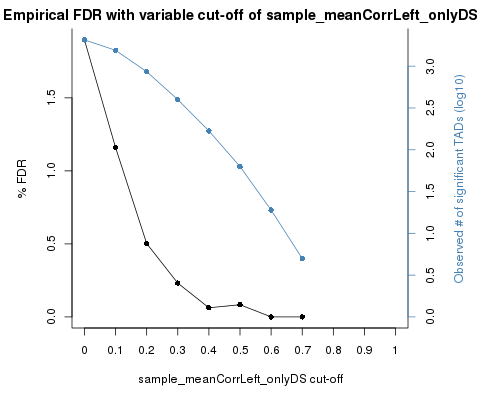 Empirical FDR with variable cut-off of sample_meanCorrLeft_onlyDS
% FDR
0.0
0.5
1.0
1.5
0.0
0.5
1.0
1.5
2.0
2.5
3.0
Observed # of significant TADs (log10)
0 0.1 0.2 0.3 0.4 0.5 0.6 0.7 0.8 0.9 1
sample_meanCorrLeft_onlyDS cut-off